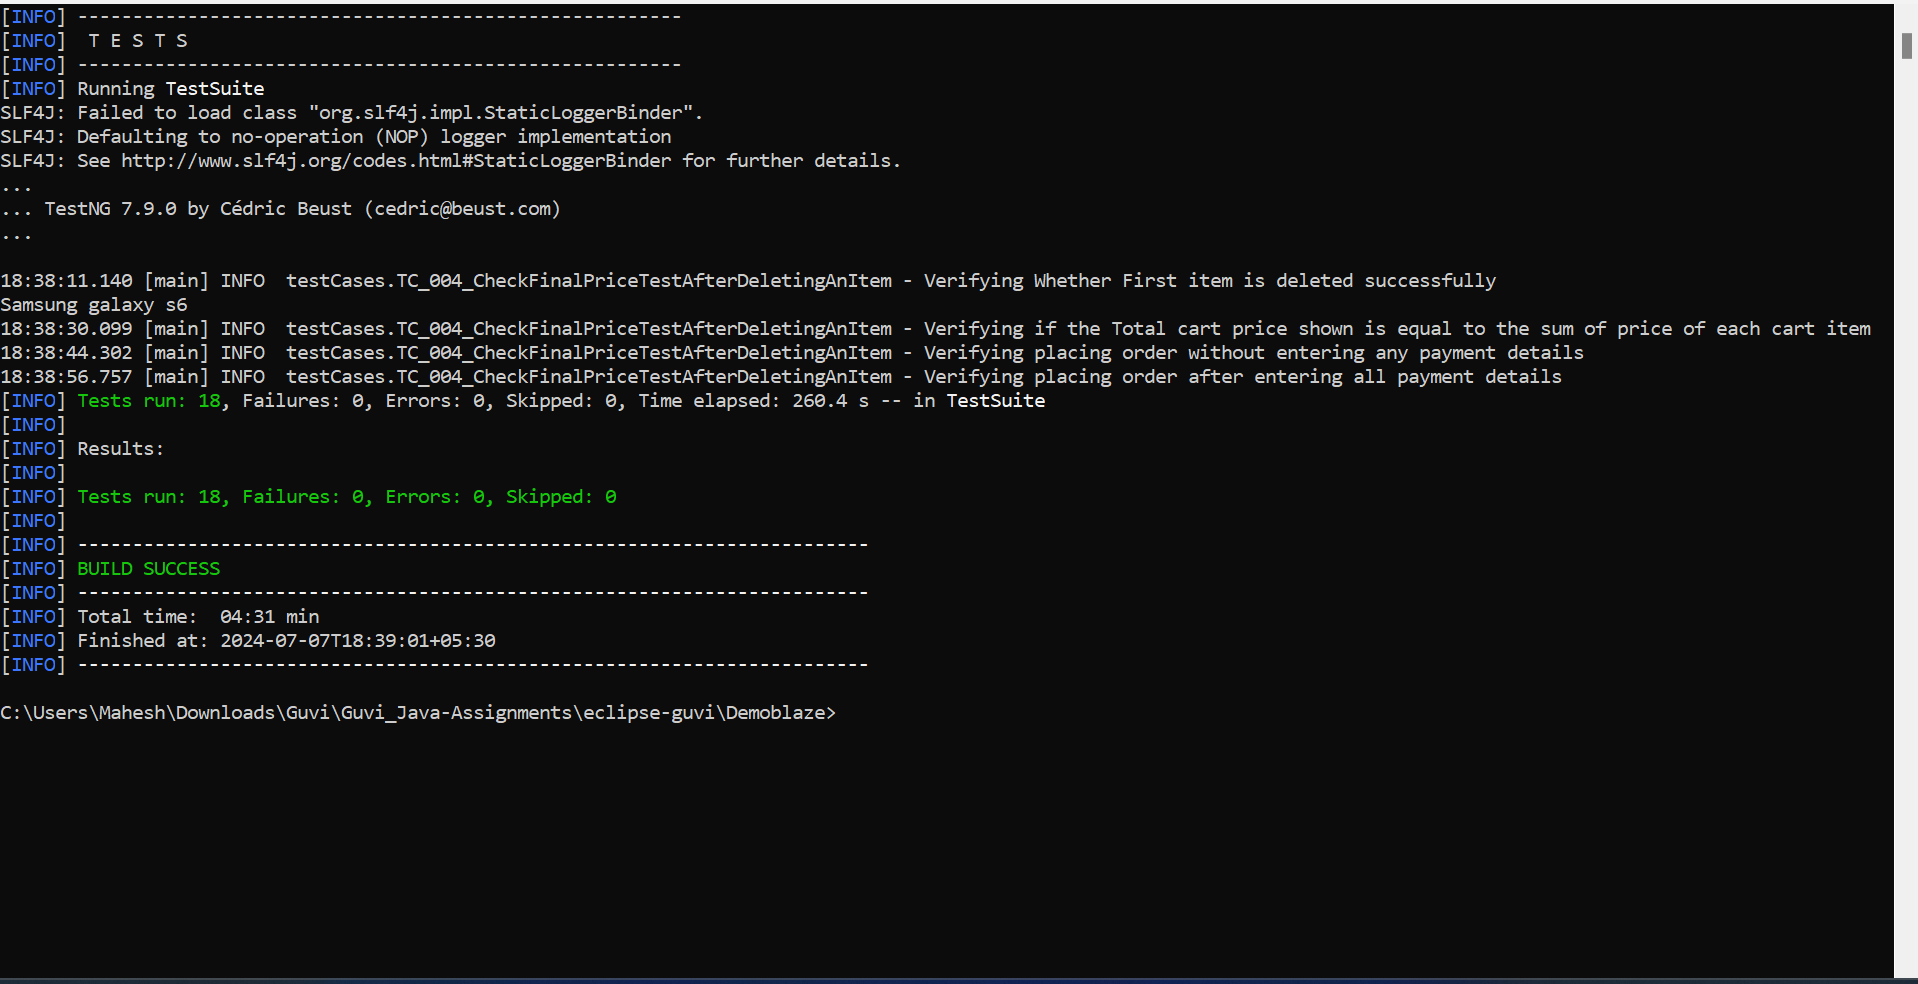 [INFO] -------------------------------------------------------
[INFO]  T E S T S
[INFO] -------------------------------------------------------
[INFO] Running TestSuite
SLF4J: Failed to load class "org.slf4j.impl.StaticLoggerBinder".
SLF4J: Defaulting to no-operation (NOP) logger implementation
SLF4J: See http://www.slf4j.org/codes.html#StaticLoggerBinder for further details.
...
... TestNG 7.9.0 by Cédric Beust (cedric@beust.com)
...
18:38:11.140 [main] INFO  testCases.TC_004_CheckFinalPriceTestAfterDeletingAnItem - Verifying Whether First item is deleted successfully
Samsung galaxy s6
18:38:30.099 [main] INFO  testCases.TC_004_CheckFinalPriceTestAfterDeletingAnItem - Verifying if the Total cart price shown is equal to the sum of price of each cart item
18:38:44.302 [main] INFO  testCases.TC_004_CheckFinalPriceTestAfterDeletingAnItem - Verifying placing order without entering any payment details
18:38:56.757 [main] INFO  testCases.TC_004_CheckFinalPriceTestAfterDeletingAnItem - Verifying placing order after entering all payment details
[INFO] Tests run: 18, Failures: 0, Errors: 0, Skipped: 0, Time elapsed: 260.4 s -- in TestSuite
[INFO]
[INFO] Results:
[INFO]
[INFO] Tests run: 18, Failures: 0, Errors: 0, Skipped: 0
[INFO]
[INFO] ------------------------------------------------------------------------
[INFO] BUILD SUCCESS
[INFO] ------------------------------------------------------------------------
[INFO] Total time:  04:31 min
[INFO] Finished at: 2024-07-07T18:39:01+05:30
[INFO] ------------------------------------------------------------------------
C:\Users\Mahesh\Downloads\Guvi\Guvi_Java-Assignments\eclipse-guvi\Demoblaze>